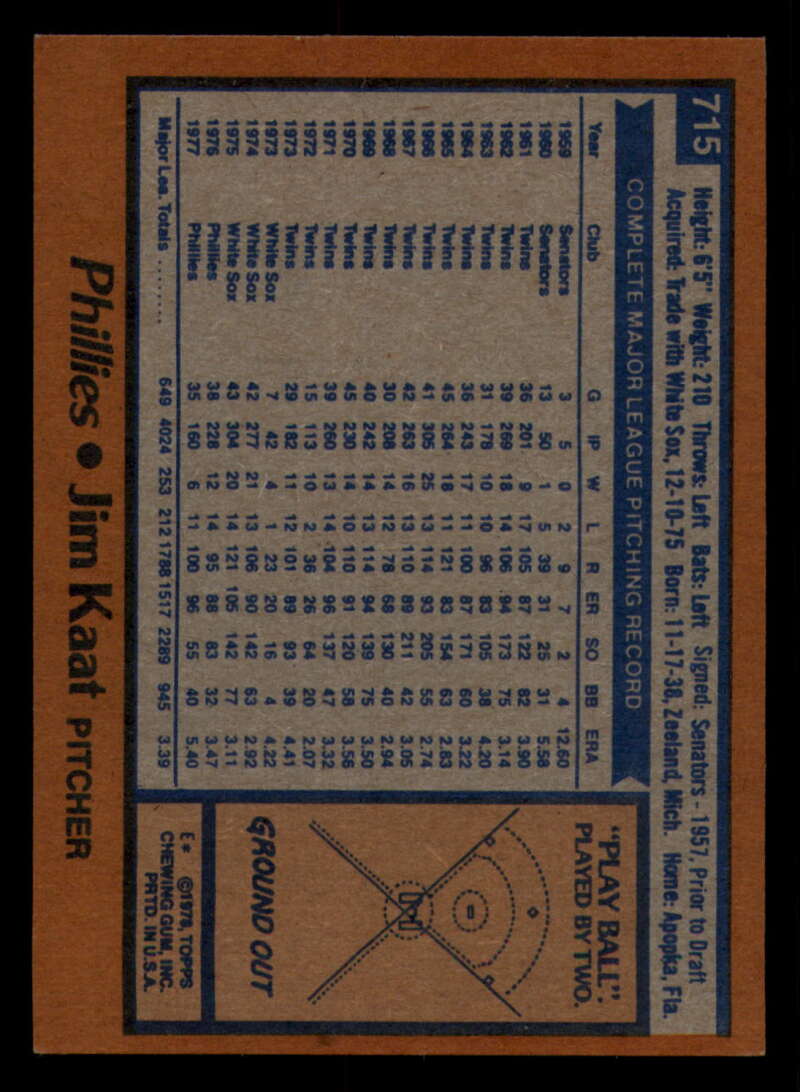 715
Height: 6'5" Weight: 210 Throws: Left Bats: Left Signed: Senators - 1957, Prior to Draft
Acquired: Trade with White Sox, 12-10-75 Born: 11-17-38, Zeeland, Mich. Home: Apopka, Fla.
COMPLETE MAJOR LEAGUE PITCHING RECORD
Year Club G IP W L R ER SO BB ERA
1959 Senators 3 5 0 2 9 7 2 4 12.60
1960 Senators 13 50 1 5 39 31 25 31 5.58
1961 Twins 36 201 9 17 105 87 122 82 3.90
1962 Twins 39 269 18 14 106 94 173 75 3.14
1963 Twins 31 178 10 10 96 83 105 38 4.20
1964 Twins 36 243 17 11 100 87 171 60 3.22
1965 Twins 45 264 18 11 121 83 154 63 2.83
1966 Twins 41 305 25 13 114 93 205 55 2.74
1967 Twins 42 263 16 13 110 89 211 42 3.05
1968 Twins 30 208 14 12 78 68 130 40 2.94
1969 Twins 40 242 14 13 114 94 139 75 3.50
1970 Twins 45 230 14 10 110 91 120 58 3.56
1971 Twins 39 260 13 14 104 96 137 47 3.32
1972 Twins 15 113 10 2 36 26 64 20 2.07
1973 Twins 29 182 11 12 101 89 93 39 4.41
1973 White Sox 7 42 4 1 23 20 16 4 4.22
1974 White Sox 42 277 21 13 106 90 142 63 2.92
1975 White Sox 43 304 20 14 121 105 142 77 3.11
1976 Phillies 38 228 12 14 95 88 83 32 3.47
1977 Phillies 35 160 6 11 100 96 55 40 5.40
Major Lea. Totals ........ 649 4024 253 212 1788 1517 2289 945 3.39
"PLAY BALL".
PLAYED BY TWO.
GROUND OUT
E* ©1978, TOPPS
CHEWING GUM, INC.
PRTD. IN U.S.A.
Phillies • Jim Kaat PITCHER